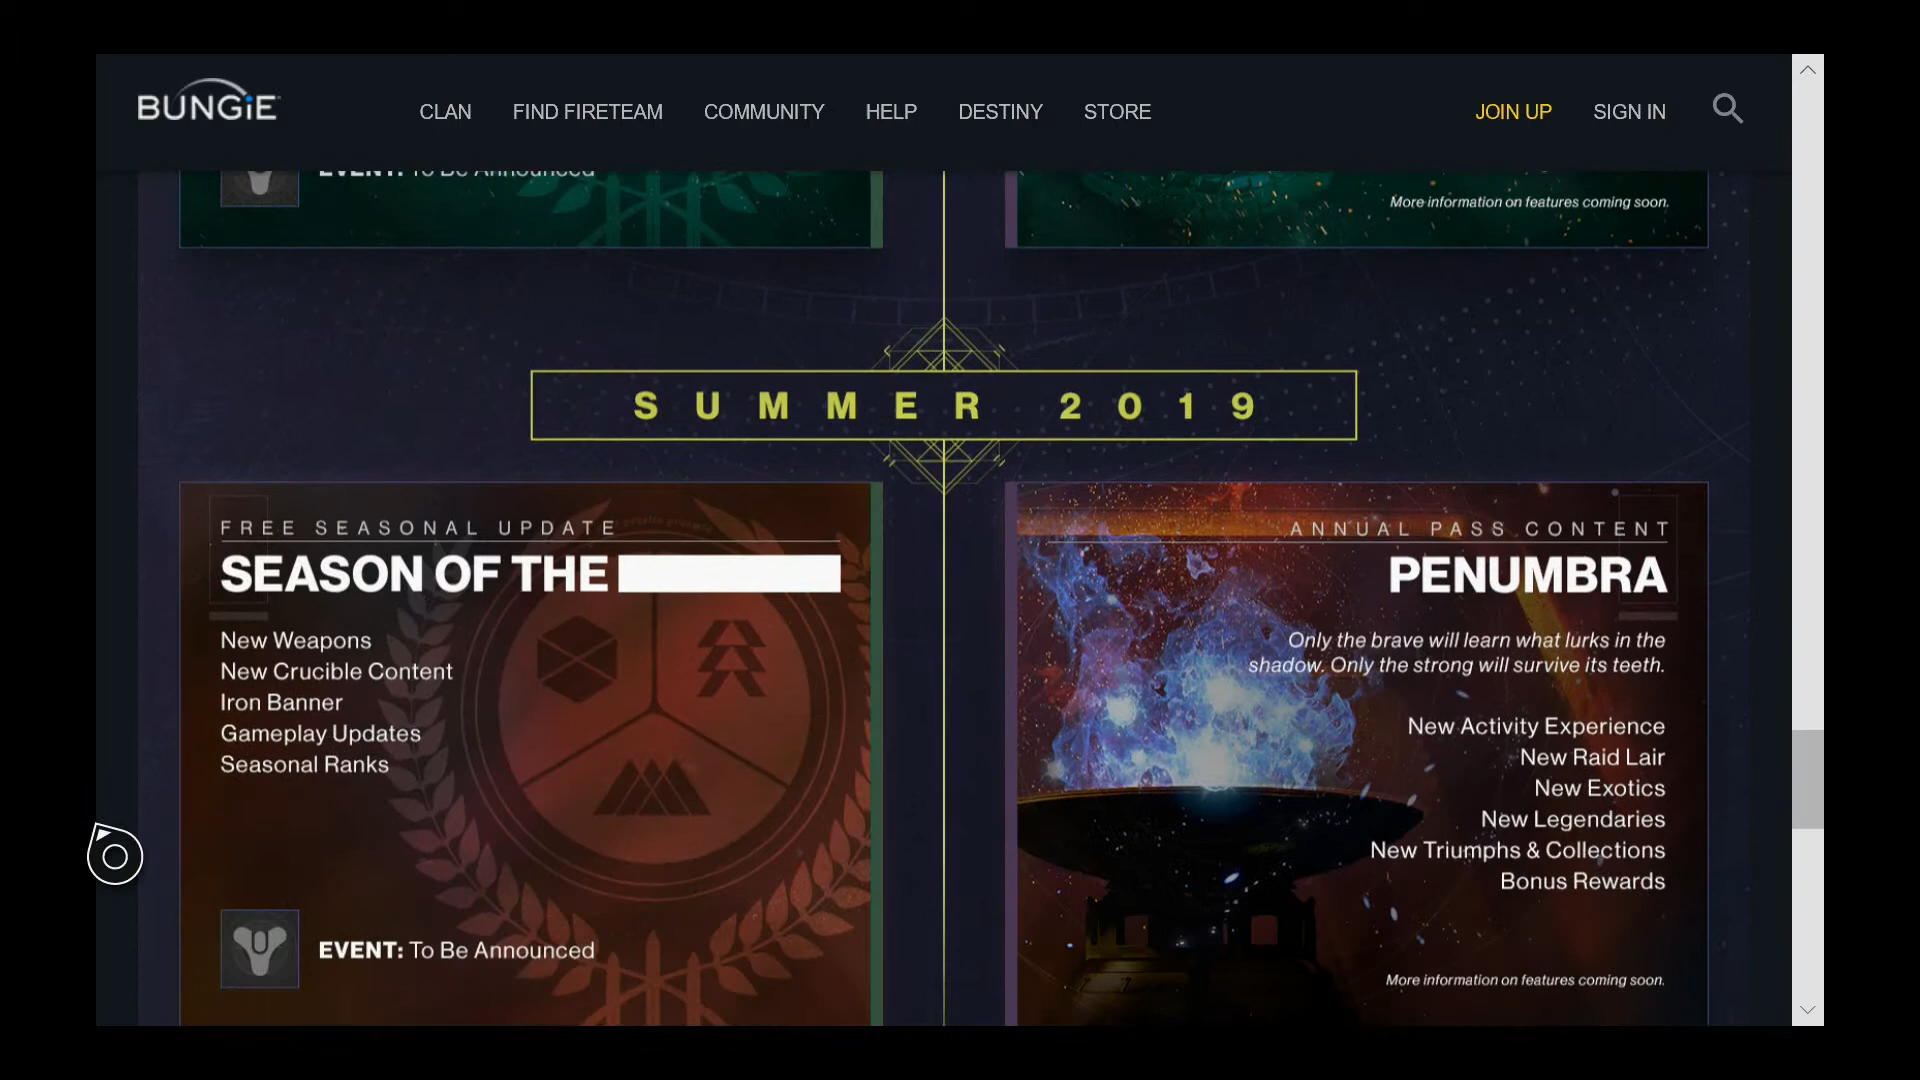 BUNGiE
CLAN FIND FIRETEAM COMMUNITY HELP DESTINY STORE JOIN UP SIGN IN
EVENT: To Be Announced
More information on features coming soon.
SUMMER 2019
FREE SEASONAL UPDATE
SEASON OF THE
New Weapons
New Crucible Content
Iron Banner
Gameplay Updates
Seasonal Ranks
EVENT: To Be Announced
ANNUAL PASS CONTENT
PENUMBRA
Only the brave will learn what lurks in the
shadow. Only the strong will survive its teeth.
New Activity Experience
New Raid Lair
New Exotics
New Legendaries
New Triumphs & Collections
Bonus Rewards
More information on features coming soon.